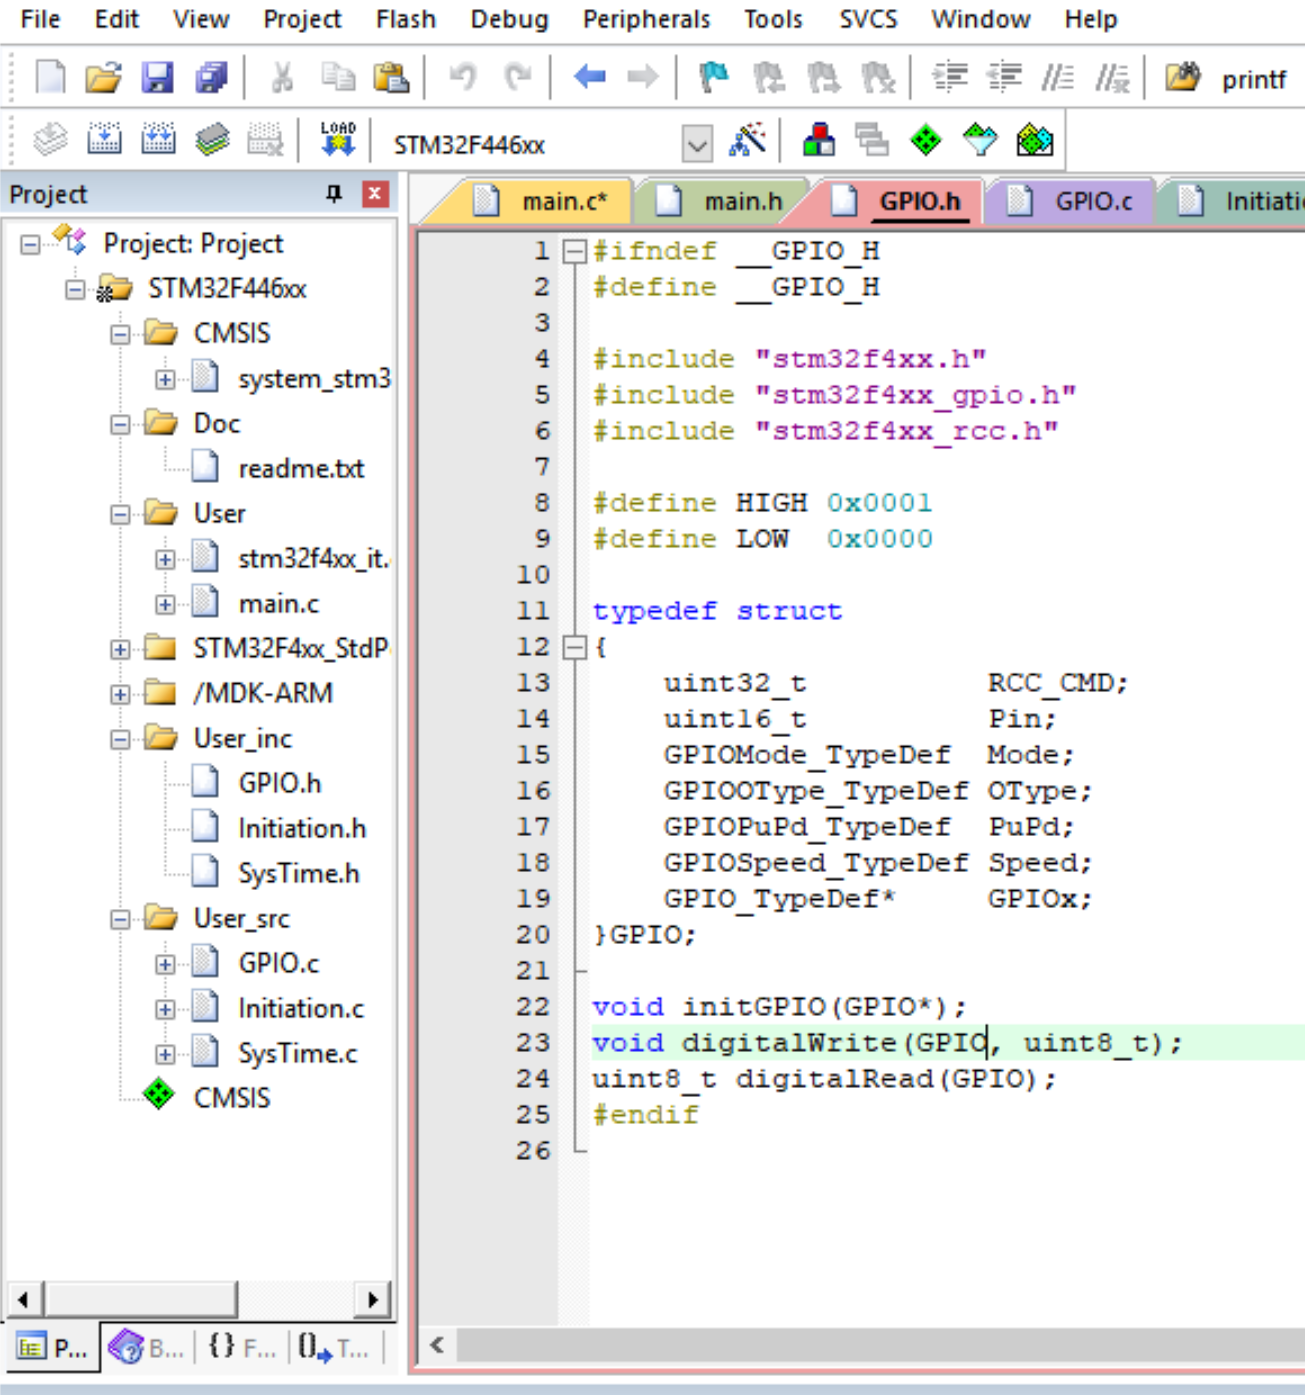 File Edit View Project Flash Debug Peripherals Tools SVCS Window Help
printf
LOAD STM32F446xx
Project
main.c* main.h GPIO.h GPIO.c Initiati
Project: Project
STM32F446xx
CMSIS
system_stm3
Doc
readme.txt
User
stm32f4xx_it.
main.c
STM32F4xx_StdP
/MDK-ARM
User_inc
GPIO.h
Initiation.h
SysTime.h
User_src
GPIO.c
Initiation.c
SysTime.c
CMSIS
P... B... {} F... 0 T...
1 #ifndef __GPIO_H
2 #define __GPIO_H
3
4 #include "stm32f4xx.h"
5 #include "stm32f4xx_gpio.h"
6 #include "stm32f4xx_rcc.h"
7
8 #define HIGH 0x0001
9 #define LOW  0x0000
10
11 typedef struct
12 {
13     uint32_t          RCC_CMD;
14     uint16_t          Pin;
15     GPIOMode_TypeDef  Mode;
16     GPIOOType_TypeDef OType;
17     GPIOPuPd_TypeDef  PuPd;
18     GPIOSpeed_TypeDef Speed;
19     GPIO_TypeDef*     GPIOx;
20 }GPIO;
21
22 void initGPIO(GPIO*);
23 void digitalWrite(GPIO, uint8_t);
24 uint8_t digitalRead(GPIO);
25 #endif
26